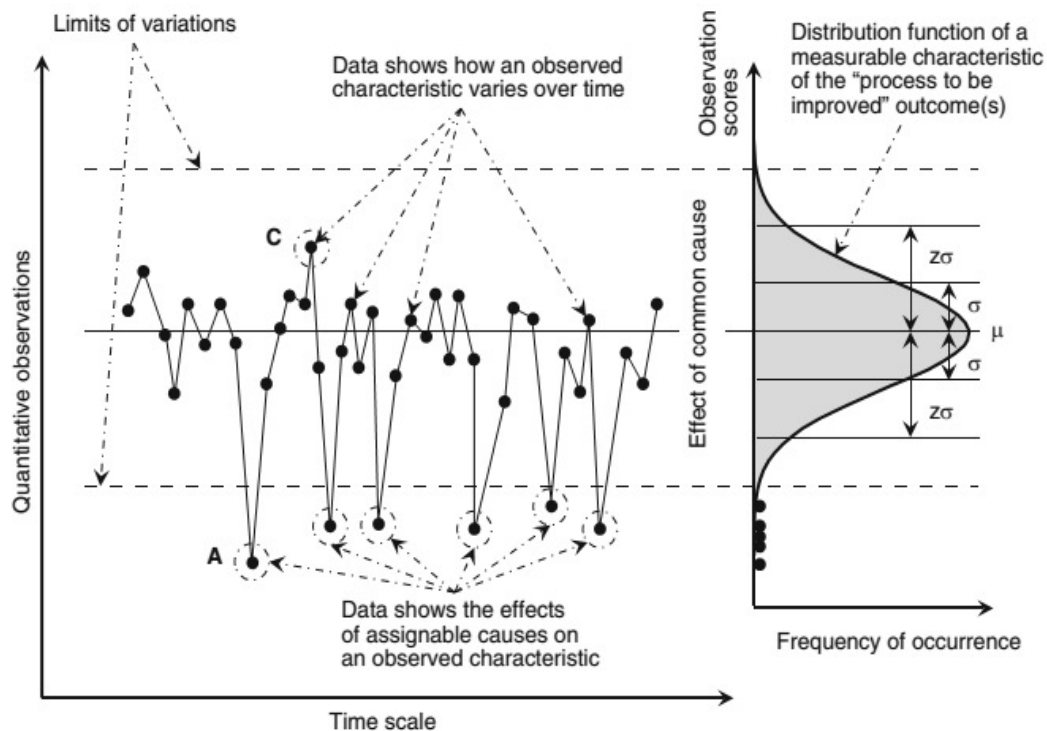 Limits of variations
Data shows how an observed
characteristic varies over time
Quantitative observations
C
A
Data shows the effects
of assignable causes on
an observed characteristic
Time scale
Observation
scores
Distribution function of a
measurable characteristic
of the “process to be
improved” outcome(s)
Effect of common cause
zσ
σ
μ
σ
zσ
Frequency of occurrence